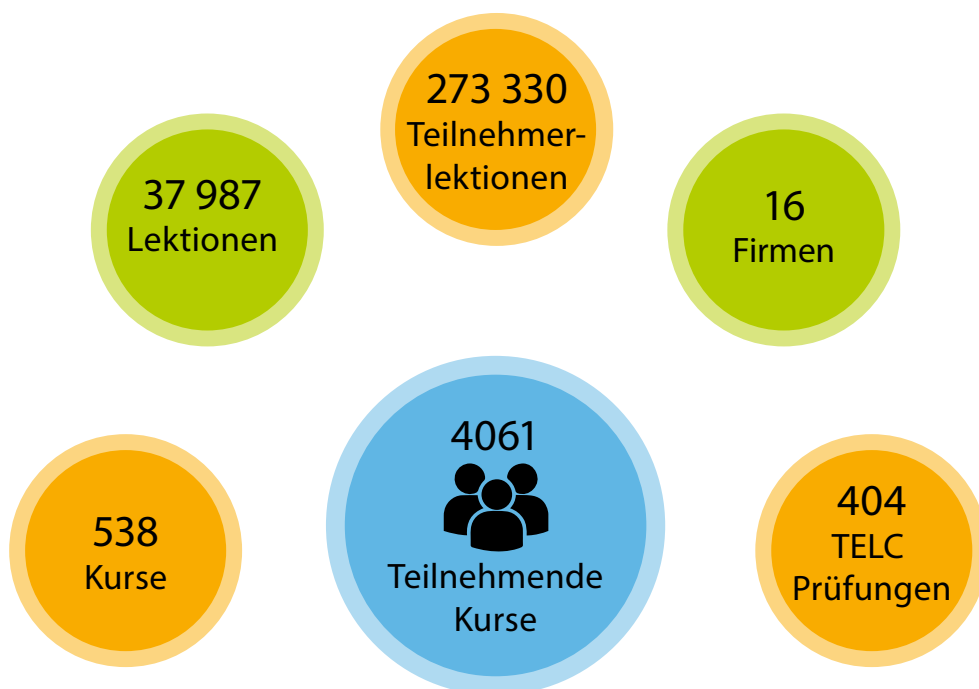 273 330
Teilnehmer-
lektionen
37 987
Lektionen
16
Firmen
4061
Teilnehmende
Kurse
538
Kurse
404
TELC
Prüfungen